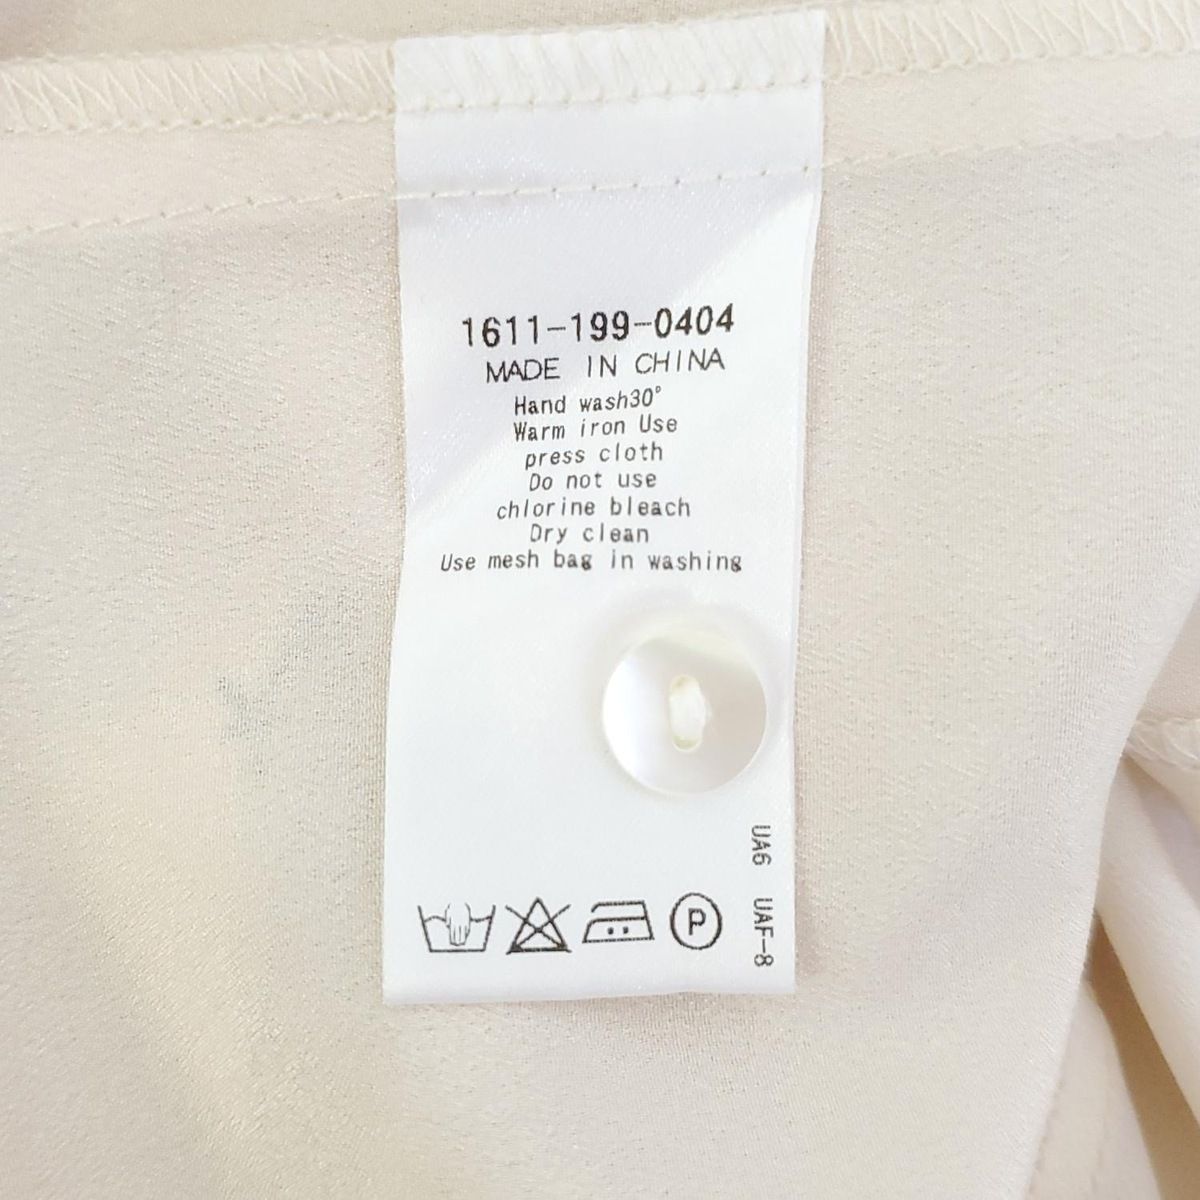 1611-199-0404
MADE IN CHINA
Hand wash30°
Warm iron Use
press cloth
Do not use
chlorine bleach
Dry clean
Use mesh bag in washing
UA6 UAF-8
P